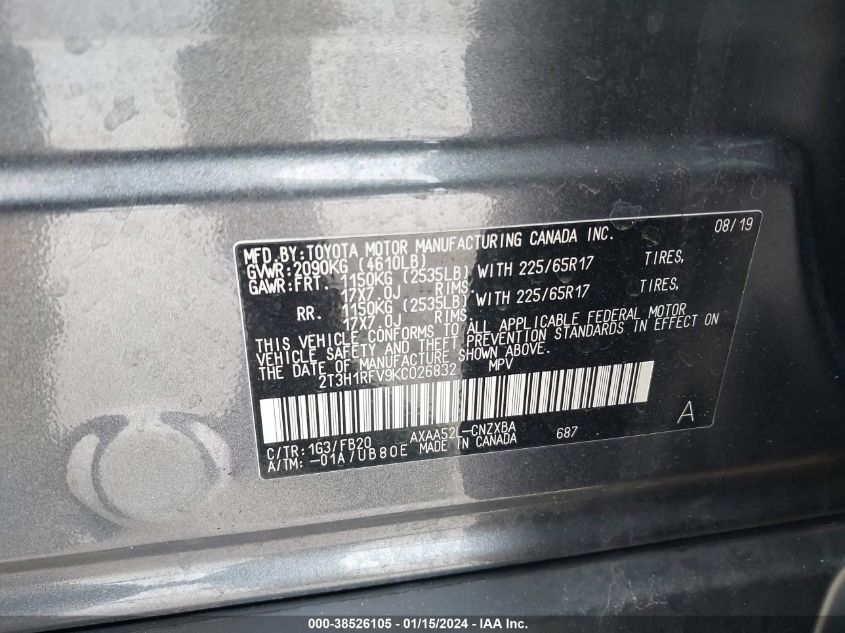 MFD.BY:TOYOTA MOTOR MANUFACTURING CANADA INC. 08/19
GVWR:2090KG (4610LB)
GAWR:FRT. 1150KG (2535LB) WITH 225/65R17 TIRES,
17X7.0J RIMS
RR. 1150KG (2535LB) WITH 225/65R17 TIRES,
17X7.0J RIMS
THIS VEHICLE CONFORMS TO ALL APPLICABLE FEDERAL MOTOR
VEHICLE SAFETY AND THEFT PREVENTION STANDARDS IN EFFECT ON
THE DATE OF MANUFACTURE SHOWN ABOVE.
2T3H1RFV9KC026832 MPV
A
C/TR:1G3/FB20 AXAA52L-CNZXBA 687
A/TM: -01A/UB80E MADE IN CANADA
000-38526105 - 01/15/2024 - IAA Inc.